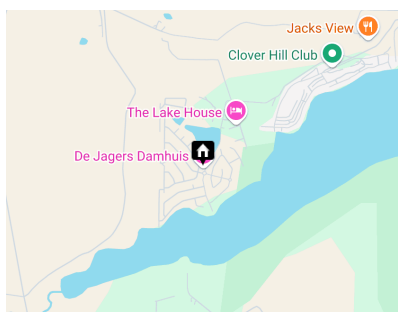 Jacks View
Clover Hill Club
The Lake House
De Jagers Damhuis